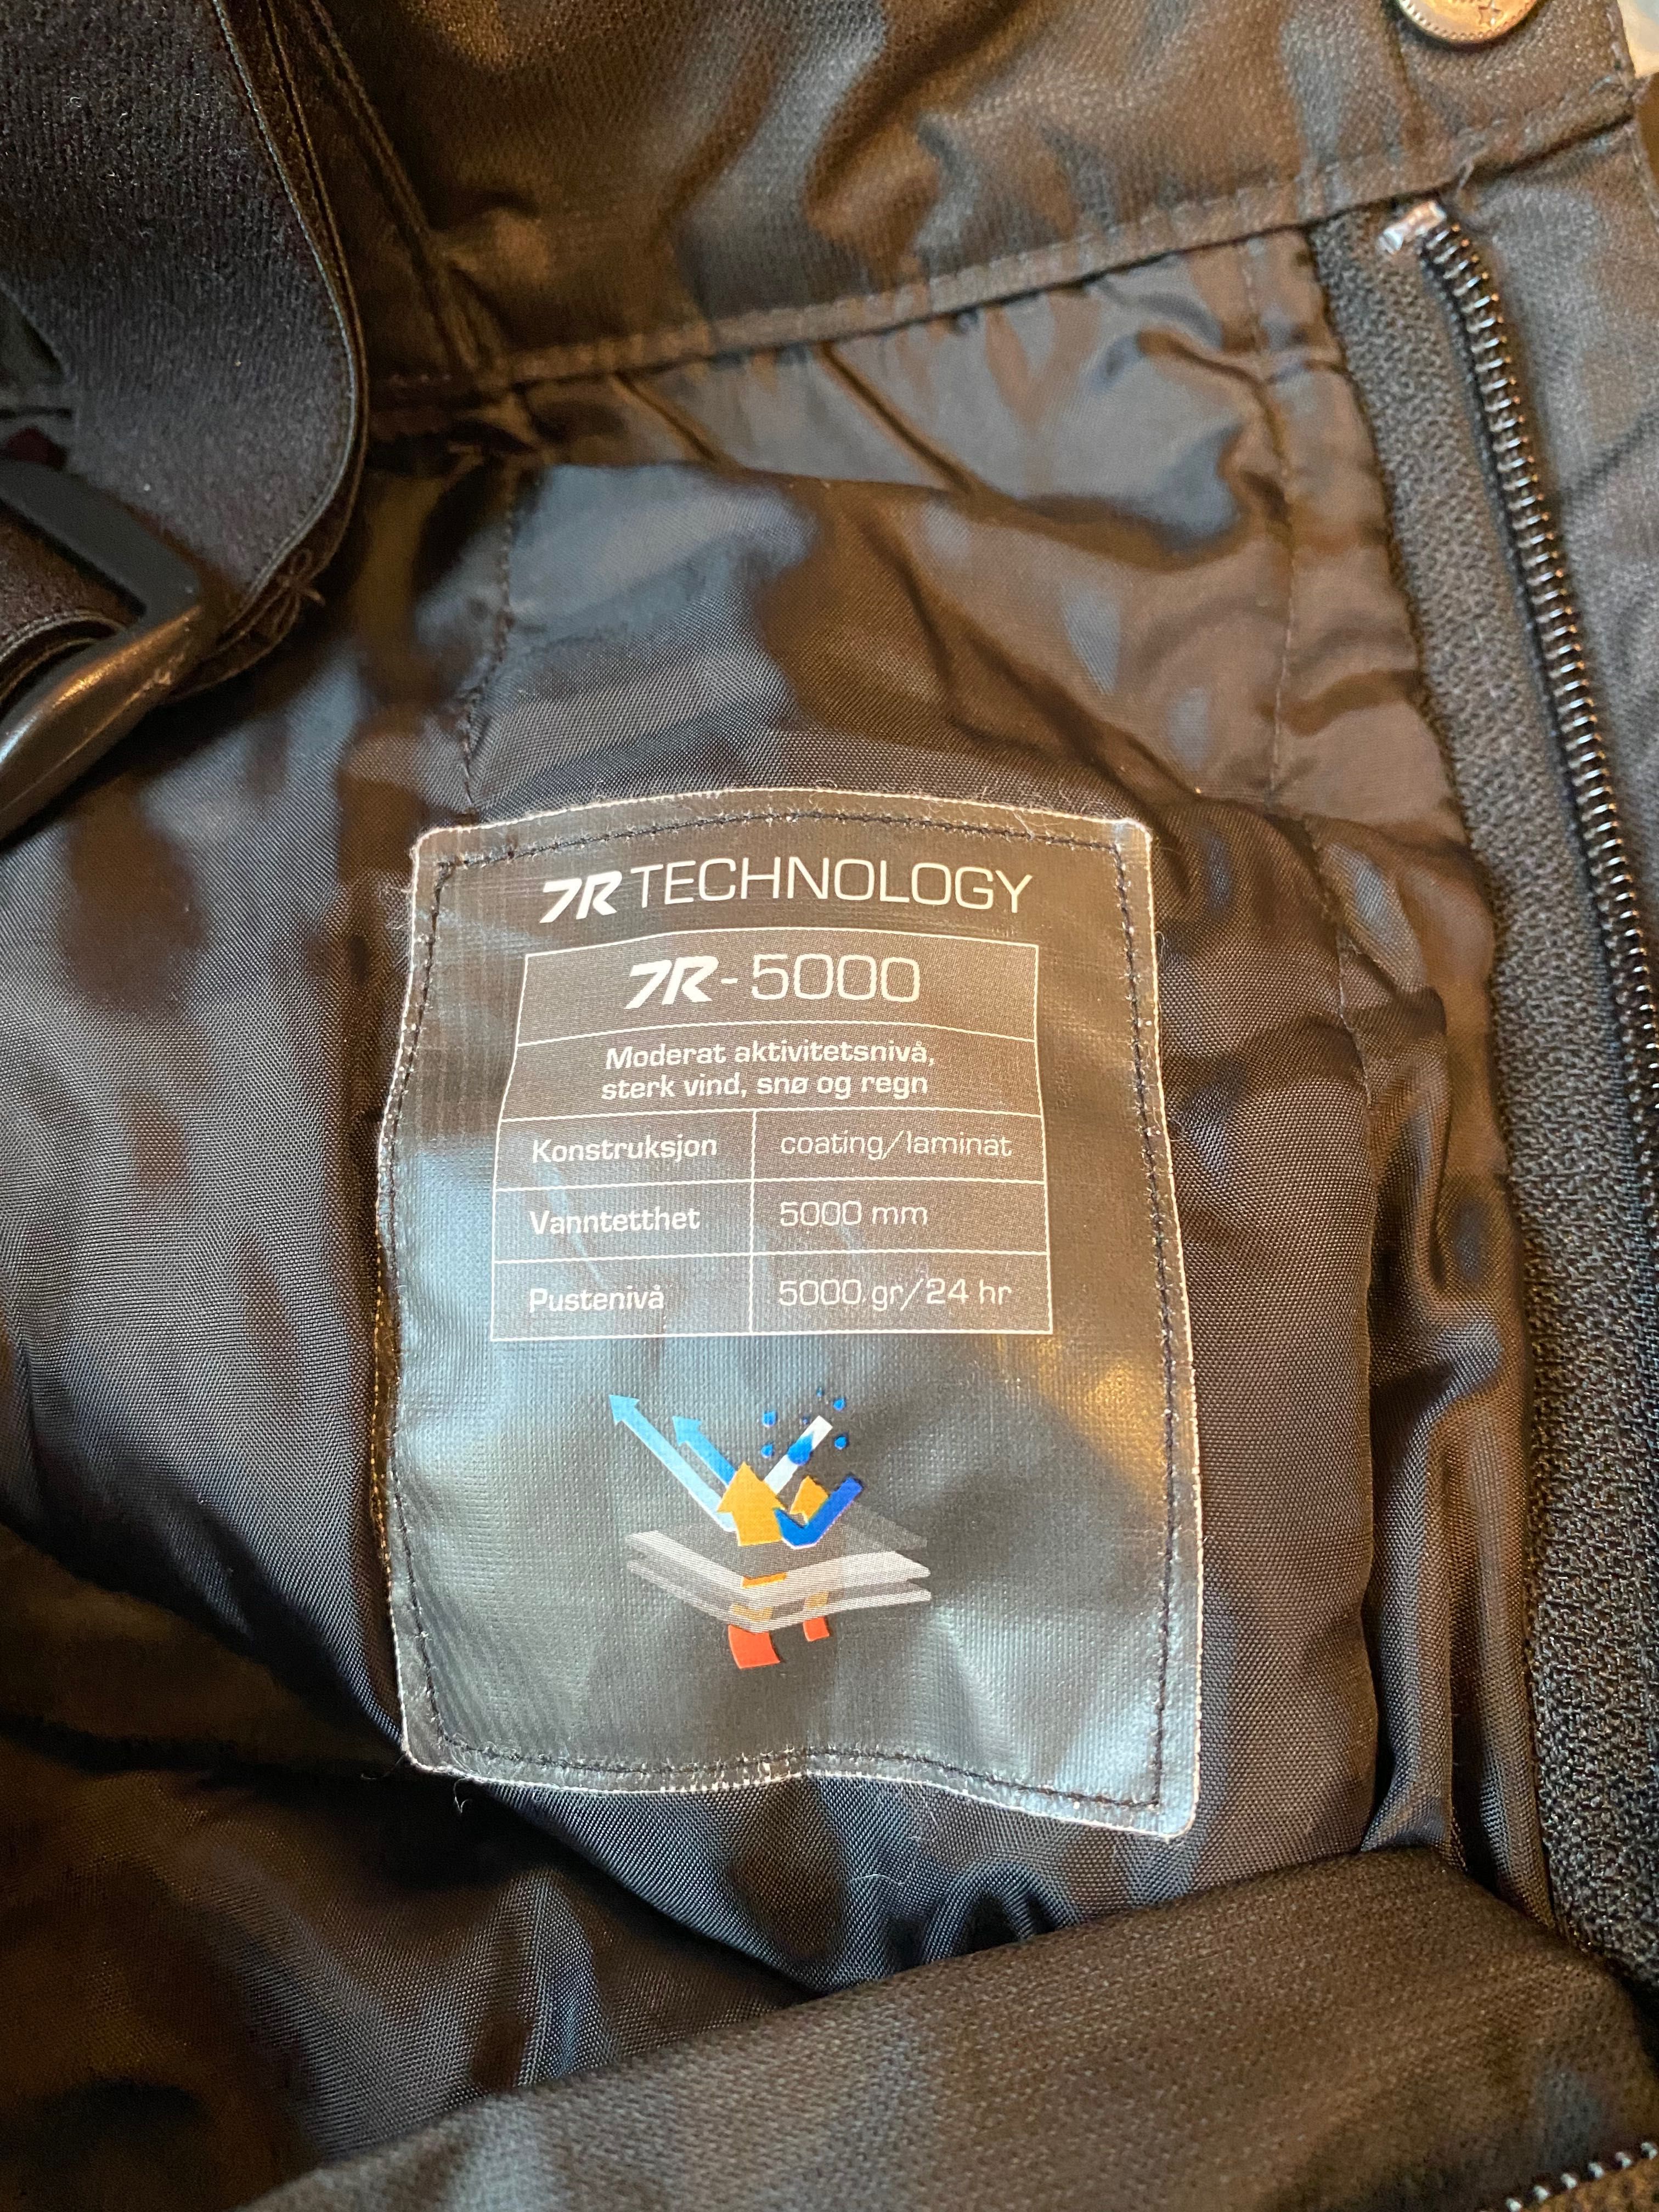 7R TECHNOLOGY
7R-5000
Moderat aktivitetsnivå,
sterk vind, snø og regn
Konstruksjon coating/laminat
Vanntetthet 5000 mm
Pustenivå 5000 gr/24 hr